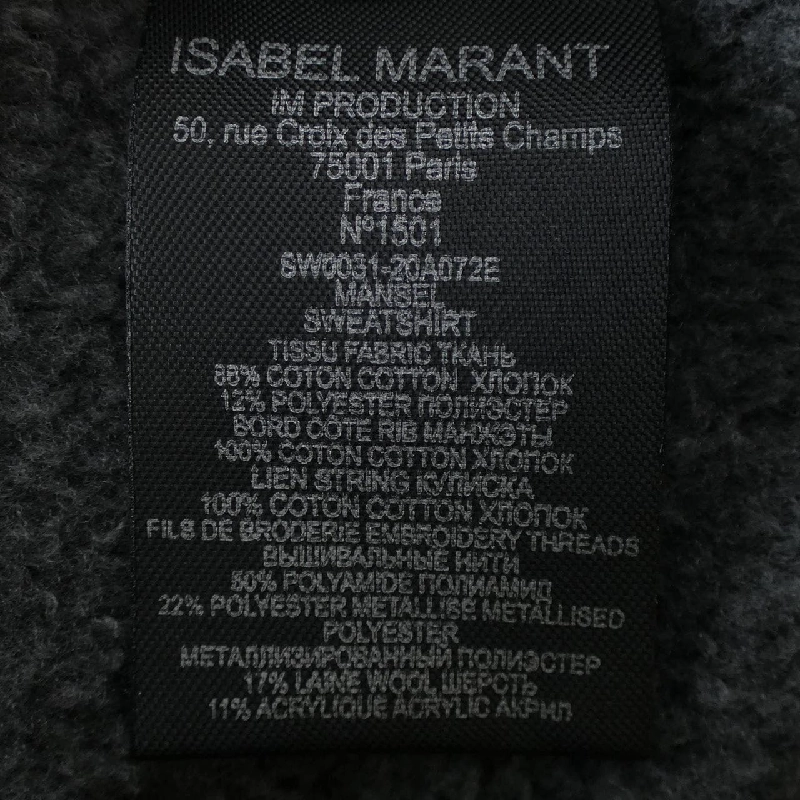 ISABEL MARANT
IM PRODUCTION
50, rue Croix des Petits Champs
75001 Paris
France
Nº1501
SW0031-20A072E
MANSEL
SWEATSHIRT
TISSU FABRIC ТКАНЬ
88% COTON COTTON ХЛОПОК
12% POLYESTER ПОЛИЭСТЕР
BORD COTE RIB МАНЖЭТЫ
100% COTON COTTON ХЛОПОК
LIEN STRING КУЛИСКА
100% COTON COTTON ХЛОПОК
FILS DE BRODERIE EMBROIDERY THREADS
ВЫШИВАЛЬНЫЕ НИТИ
50% POLYAMIDE ПОЛИАМИД
22% POLYESTER METALLISE METALLISED
POLYESTER
МЕТАЛЛИЗИРОВАННЫЙ ПОЛИЭСТЕР
17% LAINE WOOL ШЕРСТЬ
11% ACRYLIQUE ACRYLIC АКРИЛ